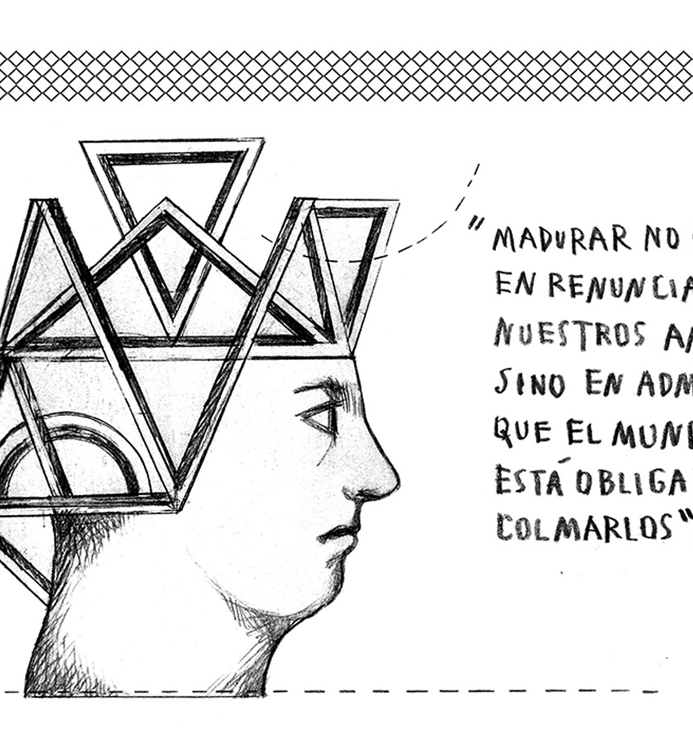 "MADURAR NO
EN RENUNCIA
NUESTROS
SINO EN ADM
QUE EL MUN
ESTÁ OBLIGA
COLMARLOS"